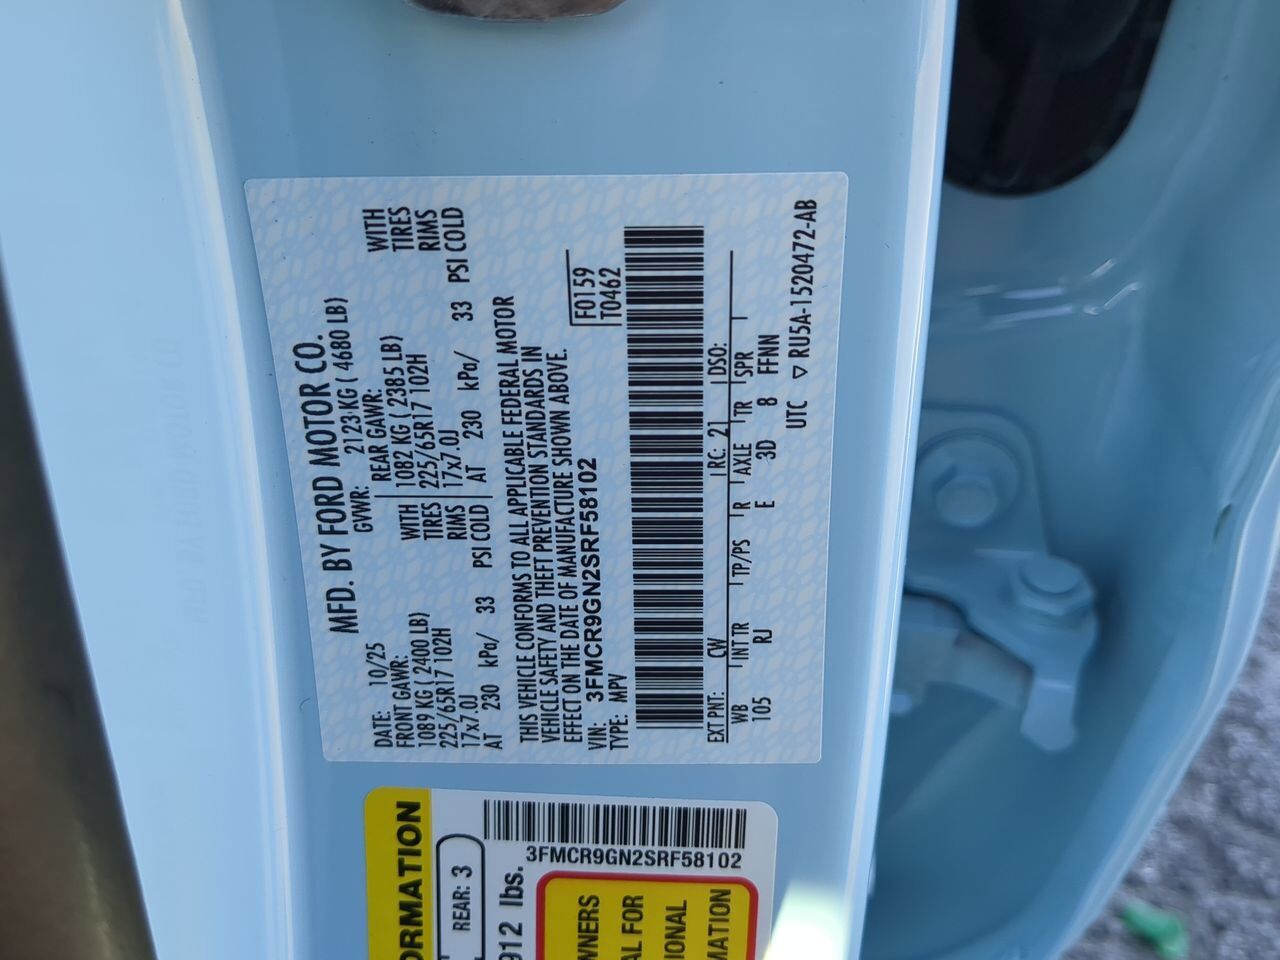 MFD. BY FORD MOTOR CO.
DATE: 10/25 GVWR: 2123 KG ( 4680 LB)
FRONT GAWR: REAR GAWR:
1089 KG ( 2400 LB) WITH 1082 KG ( 2385 LB) WITH
225/65R17 102H TIRES 225/65R17 102H TIRES
17x7.0J RIMS 17x7.0J RIMS
AT 230 kPa/ 33 PSI COLD AT 230 kPa/ 33 PSI COLD
THIS VEHICLE CONFORMS TO ALL APPLICABLE FEDERAL MOTOR
VEHICLE SAFETY AND THEFT PREVENTION STANDARDS IN
EFFECT ON THE DATE OF MANUFACTURE SHOWN ABOVE.
VIN: 3FMCR9GN2SRF58102 F0159
TYPE: MPV T0462
EXT PNT: CW RC: 21 DSO:
WB INT TR TP/PS R AXLE TR SPR
105 RJ E 3D 8 FFNN
UTC ▽ RU5A-1520472-AB
ORMATION
REAR: 3
912 lbs.
3FMCR9GN2SRF58102
WNERS
AL FOR
IONAL
MATION